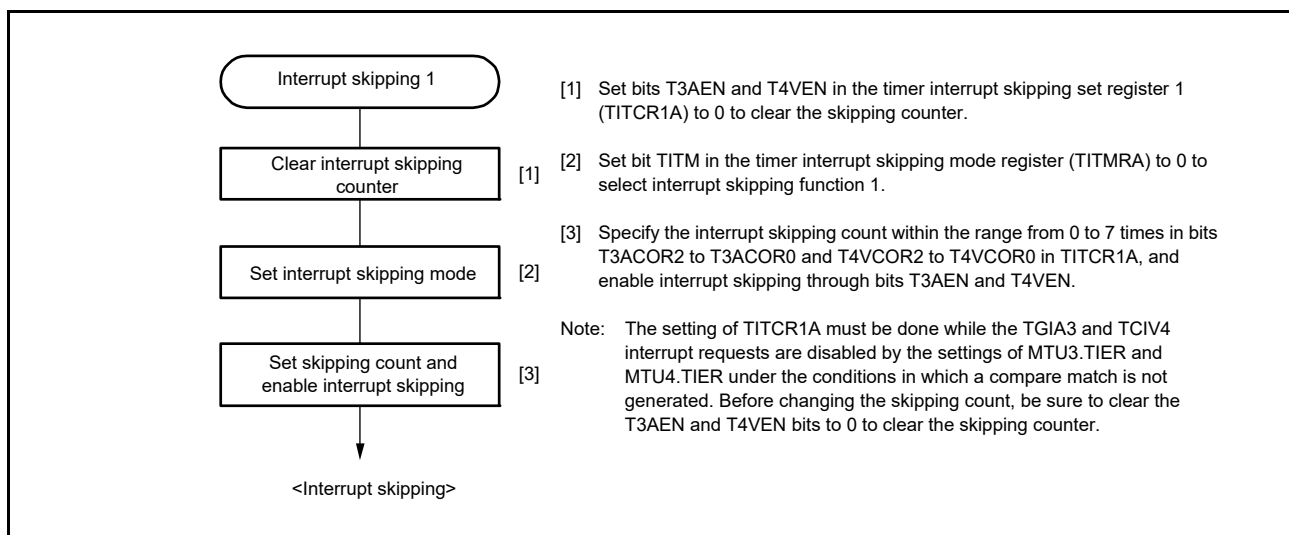 Interrupt skipping 1
Clear interrupt skipping
counter
[1]
Set interrupt skipping mode
[2]
Set skipping count and
enable interrupt skipping
[3]
<Interrupt skipping>
[1] Set bits T3AEN and T4VEN in the timer interrupt skipping set register 1
(TITCR1A) to 0 to clear the skipping counter.
[2] Set bit TITM in the timer interrupt skipping mode register (TITMRA) to 0 to
select interrupt skipping function 1.
[3] Specify the interrupt skipping count within the range from 0 to 7 times in bits
T3ACOR2 to T3ACOR0 and T4VCOR2 to T4VCOR0 in TITCR1A, and
enable interrupt skipping through bits T3AEN and T4VEN.
Note: The setting of TITCR1A must be done while the TGIA3 and TCIV4
interrupt requests are disabled by the settings of MTU3.TIER and
MTU4.TIER under the conditions in which a compare match is not
generated. Before changing the skipping count, be sure to clear the
T3AEN and T4VEN bits to 0 to clear the skipping counter.